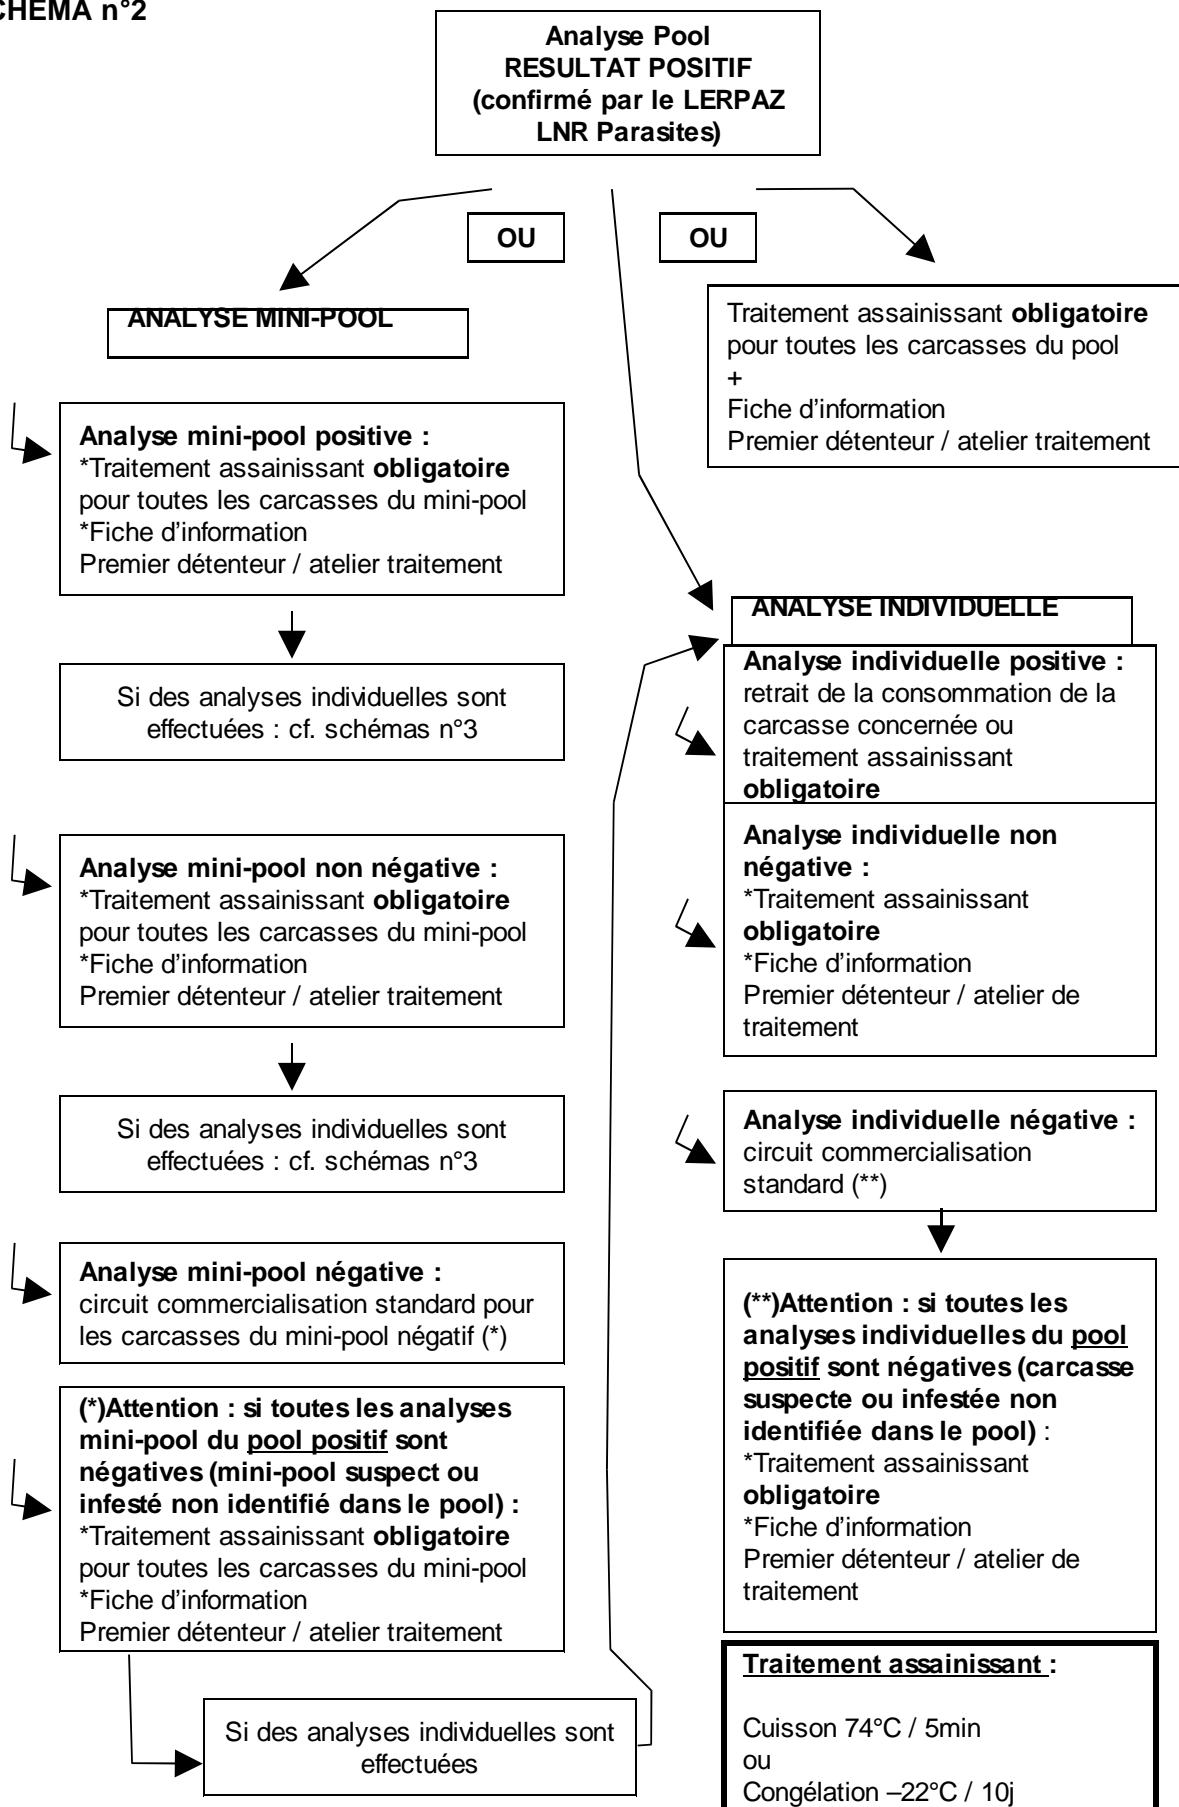 CHEMA n°2
Analyse Pool
RESULTAT POSITIF
(confirmé par le LERPAZ
LNR Parasites)
OU
OU
ANALYSE MINI-POOL
Traitement assainissant obligatoire
pour toutes les carcasses du pool
+
Fiche d'information
Premier détenteur / atelier traitement
Analyse mini-pool positive :
*Traitement assainissant obligatoire
pour toutes les carcasses du mini-pool
*Fiche d'information
Premier détenteur / atelier traitement
Si des analyses individuelles sont
effectuées : cf. schémas n°3
Analyse mini-pool non négative :
*Traitement assainissant obligatoire
pour toutes les carcasses du mini-pool
*Fiche d'information
Premier détenteur / atelier traitement
Si des analyses individuelles sont
effectuées : cf. schémas n°3
Analyse mini-pool négative :
circuit commercialisation standard pour
les carcasses du mini-pool négatif (*)
(*)Attention : si toutes les analyses
mini-pool du pool positif sont
négatives (mini-pool suspect ou
infesté non identifié dans le pool) :
*Traitement assainissant obligatoire
pour toutes les carcasses du mini-pool
*Fiche d'information
Premier détenteur / atelier traitement
Si des analyses individuelles sont
effectuées
ANALYSE INDIVIDUELLE
Analyse individuelle positive :
retrait de la consommation de la
carcasse concernée ou
traitement assainissant
obligatoire
Analyse individuelle non
négative :
*Traitement assainissant
obligatoire
*Fiche d'information
Premier détenteur / atelier de
traitement
Analyse individuelle négative :
circuit commercialisation
standard (**)
(**)Attention : si toutes les
analyses individuelles du pool
positif sont négatives (carcasse
suspecte ou infestée non
identifiée dans le pool) :
*Traitement assainissant
obligatoire
*Fiche d'information
Premier détenteur / atelier de
traitement
Traitement assainissant :
Cuisson 74°C / 5min
ou
Congélation –22°C / 10j